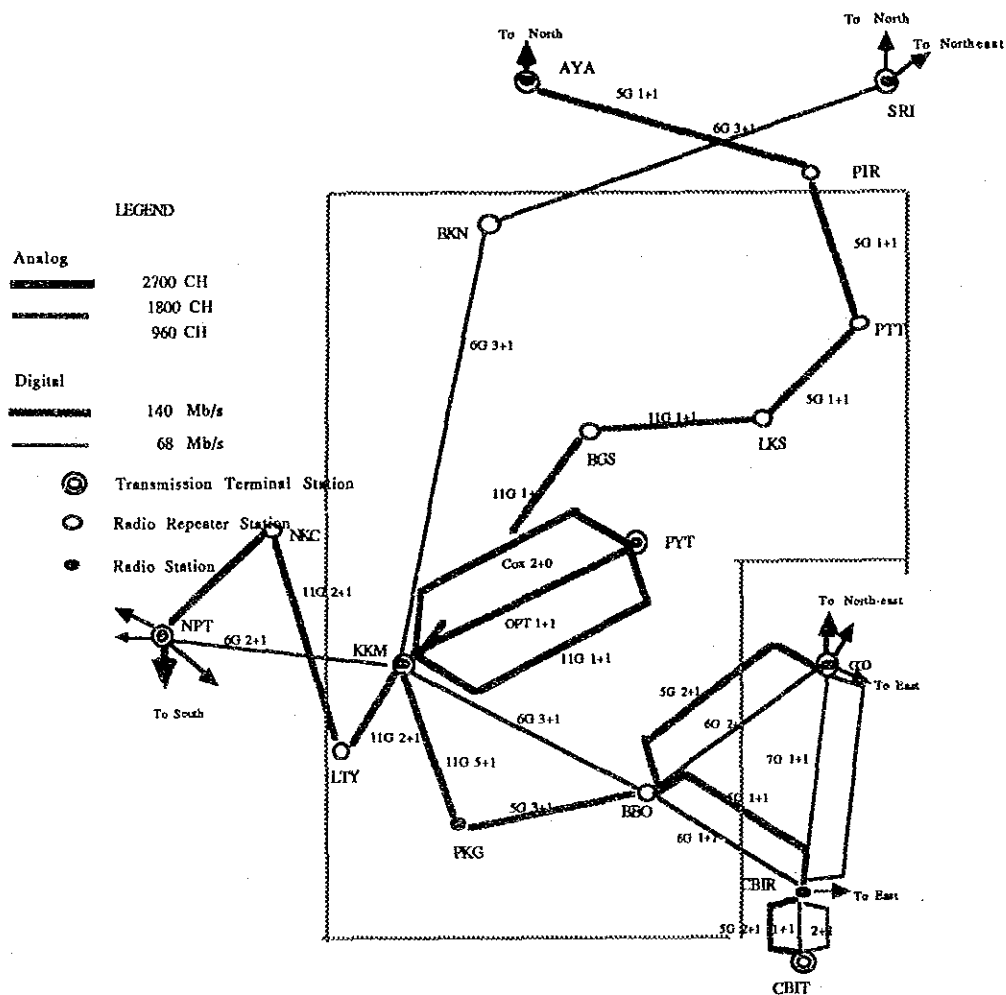 To North
To North
To Northeast
AYA
5G 1+1
SRI
6G 3+1
PIR
LEGEND
BKN
5G 1+1
Analog
2700 CH
1800 CH
960 CH
PTT
6G 3+1
Digital
5G 1+1
140 Mb/s
11G 1+1
68 Mb/s
BGS
LKS
Transmission Terminal Station
11G 1+
Radio Repeater Station
NKC
PYT
Cox 2+0
Radio Station
11G 2+1
To North-east
NPT
OPT 1+1
6G 2+1
KKM
11G 1+1
To East
5G 2+1
To South
6G 3+1
6G 2+
11G 2+1
7G 1+1
LTY
11G 5+1
5G 3+1
BBO
5G 1+1
6G 1+1
PKG
CBIR
To East
5G 2+1
1+1
2+1
CBIT